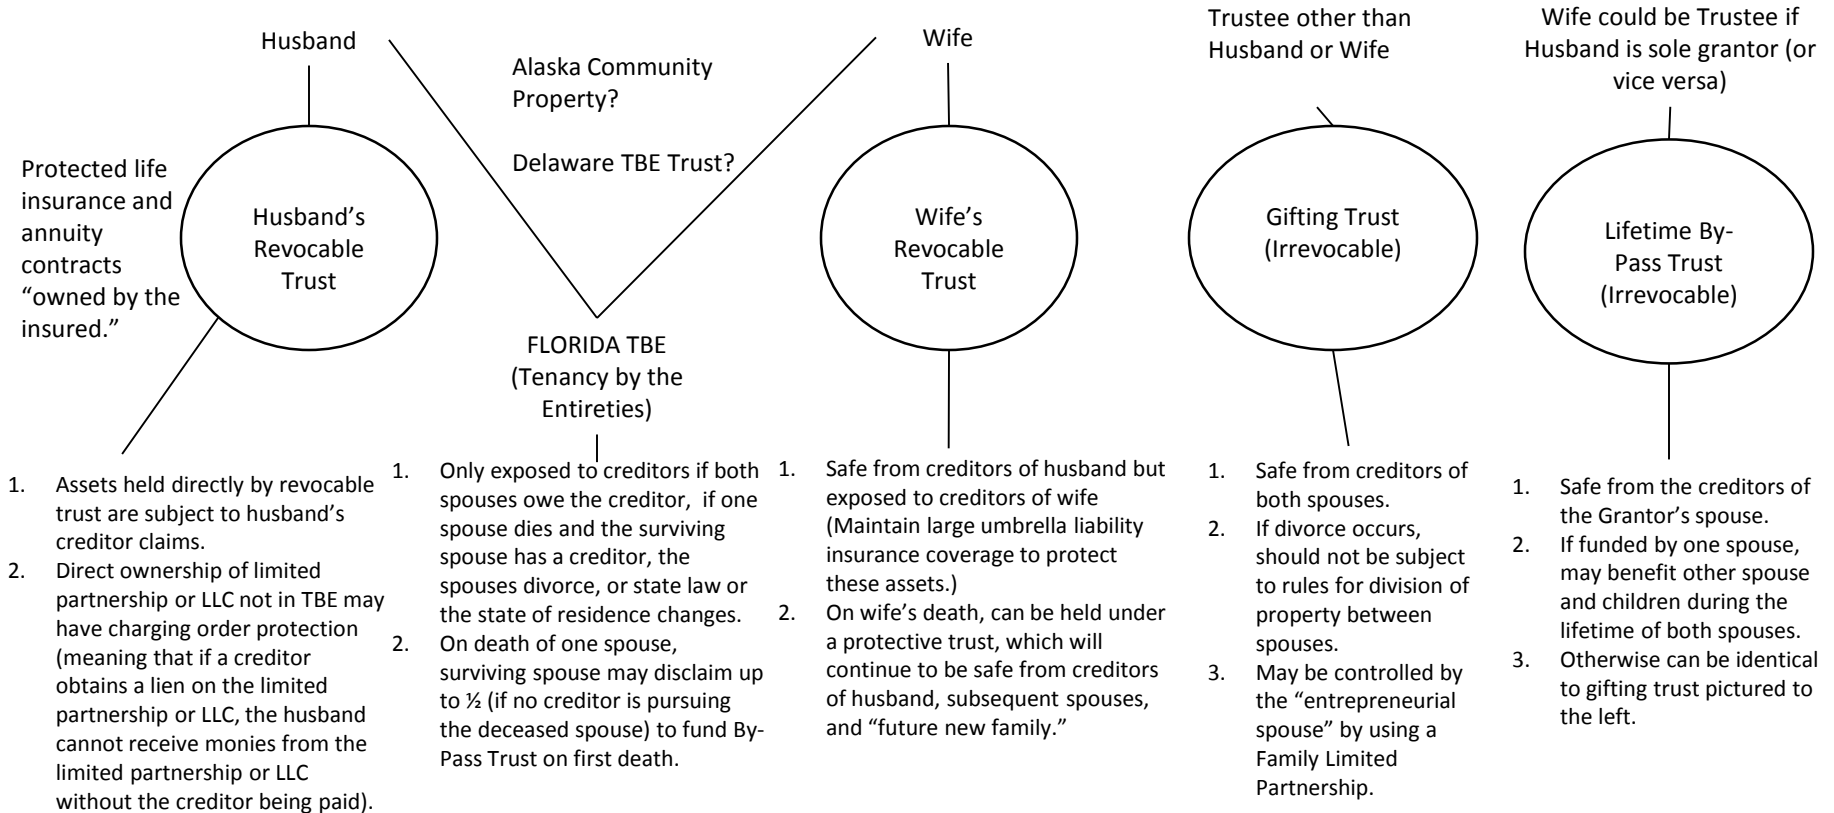 Husband
Alaska Community
Property?
Delaware TBE Trust?
Wife
Trustee other than
Husband or Wife
Wife could be Trustee if
Husband is sole grantor (or
vice versa)
Protected life
insurance and
annuity
contracts
“owned by the
insured.”
Husband’s
Revocable
Trust
FLORIDA TBE
(Tenancy by the
Entireties)
Wife’s
Revocable
Trust
Gifting Trust
(Irrevocable)
Lifetime By-
Pass Trust
(Irrevocable)
1. Assets held directly by revocable
trust are subject to husband’s
creditor claims.
2. Direct ownership of limited
partnership or LLC not in TBE may
have charging order protection
(meaning that if a creditor
obtains a lien on the limited
partnership or LLC, the husband
cannot receive monies from the
limited partnership or LLC
without the creditor being paid).
1. Only exposed to creditors if both
spouses owe the creditor, if one
spouse dies and the surviving
spouse has a creditor, the
spouses divorce, or state law or
the state of residence changes.
2. On death of one spouse,
surviving spouse may disclaim up
to ½ (if no creditor is pursuing
the deceased spouse) to fund By-
Pass Trust on first death.
1. Safe from creditors of husband but
exposed to creditors of wife
(Maintain large umbrella liability
insurance coverage to protect
these assets.)
2. On wife’s death, can be held under
a protective trust, which will
continue to be safe from creditors
of husband, subsequent spouses,
and “future new family.”
1. Safe from creditors of
both spouses.
2. If divorce occurs,
should not be subject
to rules for division of
property between
spouses.
3. May be controlled by
the “entrepreneurial
spouse” by using a
Family Limited
Partnership.
1. Safe from the creditors of
the Grantor’s spouse.
2. If funded by one spouse,
may benefit other spouse
and children during the
lifetime of both spouses.
3. Otherwise can be identical
to gifting trust pictured to
the left.